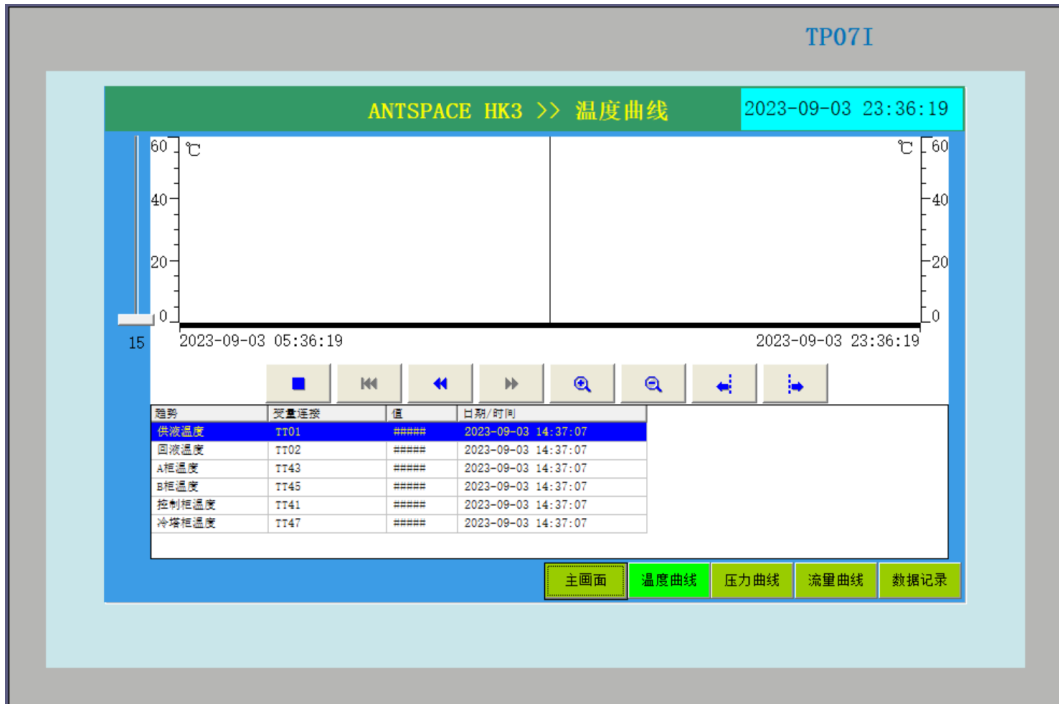 TP07I
ANTSPACE HK3 >> 温度曲线
2023-09-03 23:36:19
60 ℃ ℃ 60
40 40
20 20
0 0
15
2023-09-03 05:36:19 2023-09-03 23:36:19
趋势 变量连接 值 日期/时间
供液温度 TT01 ##### 2023-09-03 14:37:07
回液温度 TT02 ##### 2023-09-03 14:37:07
A柜温度 TT43 ##### 2023-09-03 14:37:07
B柜温度 TT45 ##### 2023-09-03 14:37:07
控制柜温度 TT41 ##### 2023-09-03 14:37:07
冷塔柜温度 TT47 ##### 2023-09-03 14:37:07
主画面 温度曲线 压力曲线 流量曲线 数据记录